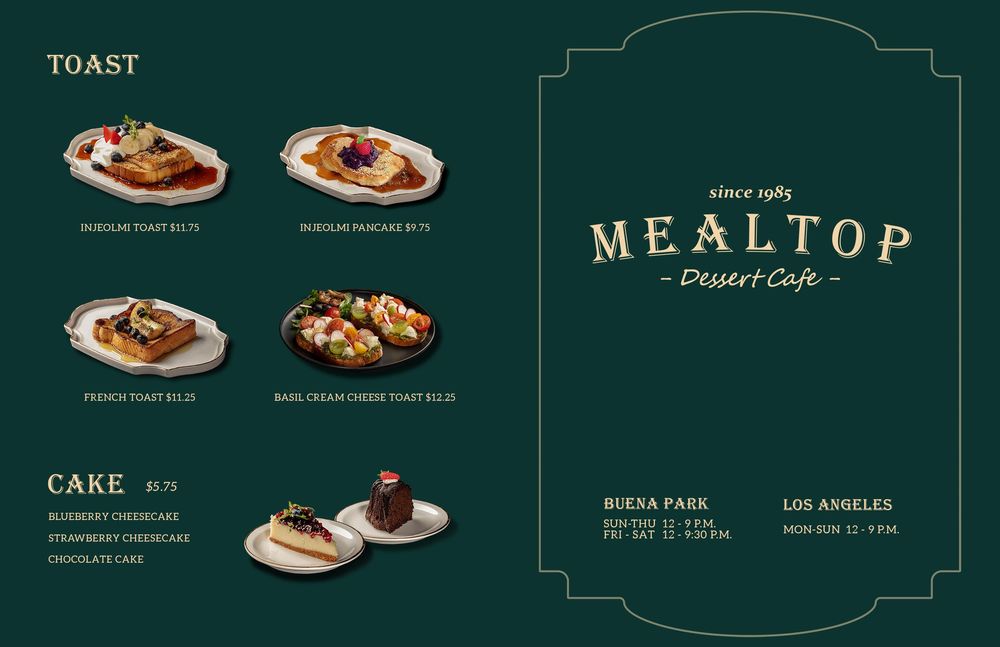 TOAST
INJEOLMI TOAST $11.75
INJEOLMI PANCAKE $9.75
FRENCH TOAST $11.25
BASIL CREAM CHEESE TOAST $12.25
CAKE $5.75
BLUEBERRY CHEESECAKE
STRAWBERRY CHEESECAKE
CHOCOLATE CAKE
since 1985
MEALTOP
– Dessert Cafe –
BUENA PARK
SUN-THU 12 - 9 P.M.
FRI - SAT 12 - 9:30 P.M.
LOS ANGELES
MON-SUN 12 - 9 P.M.